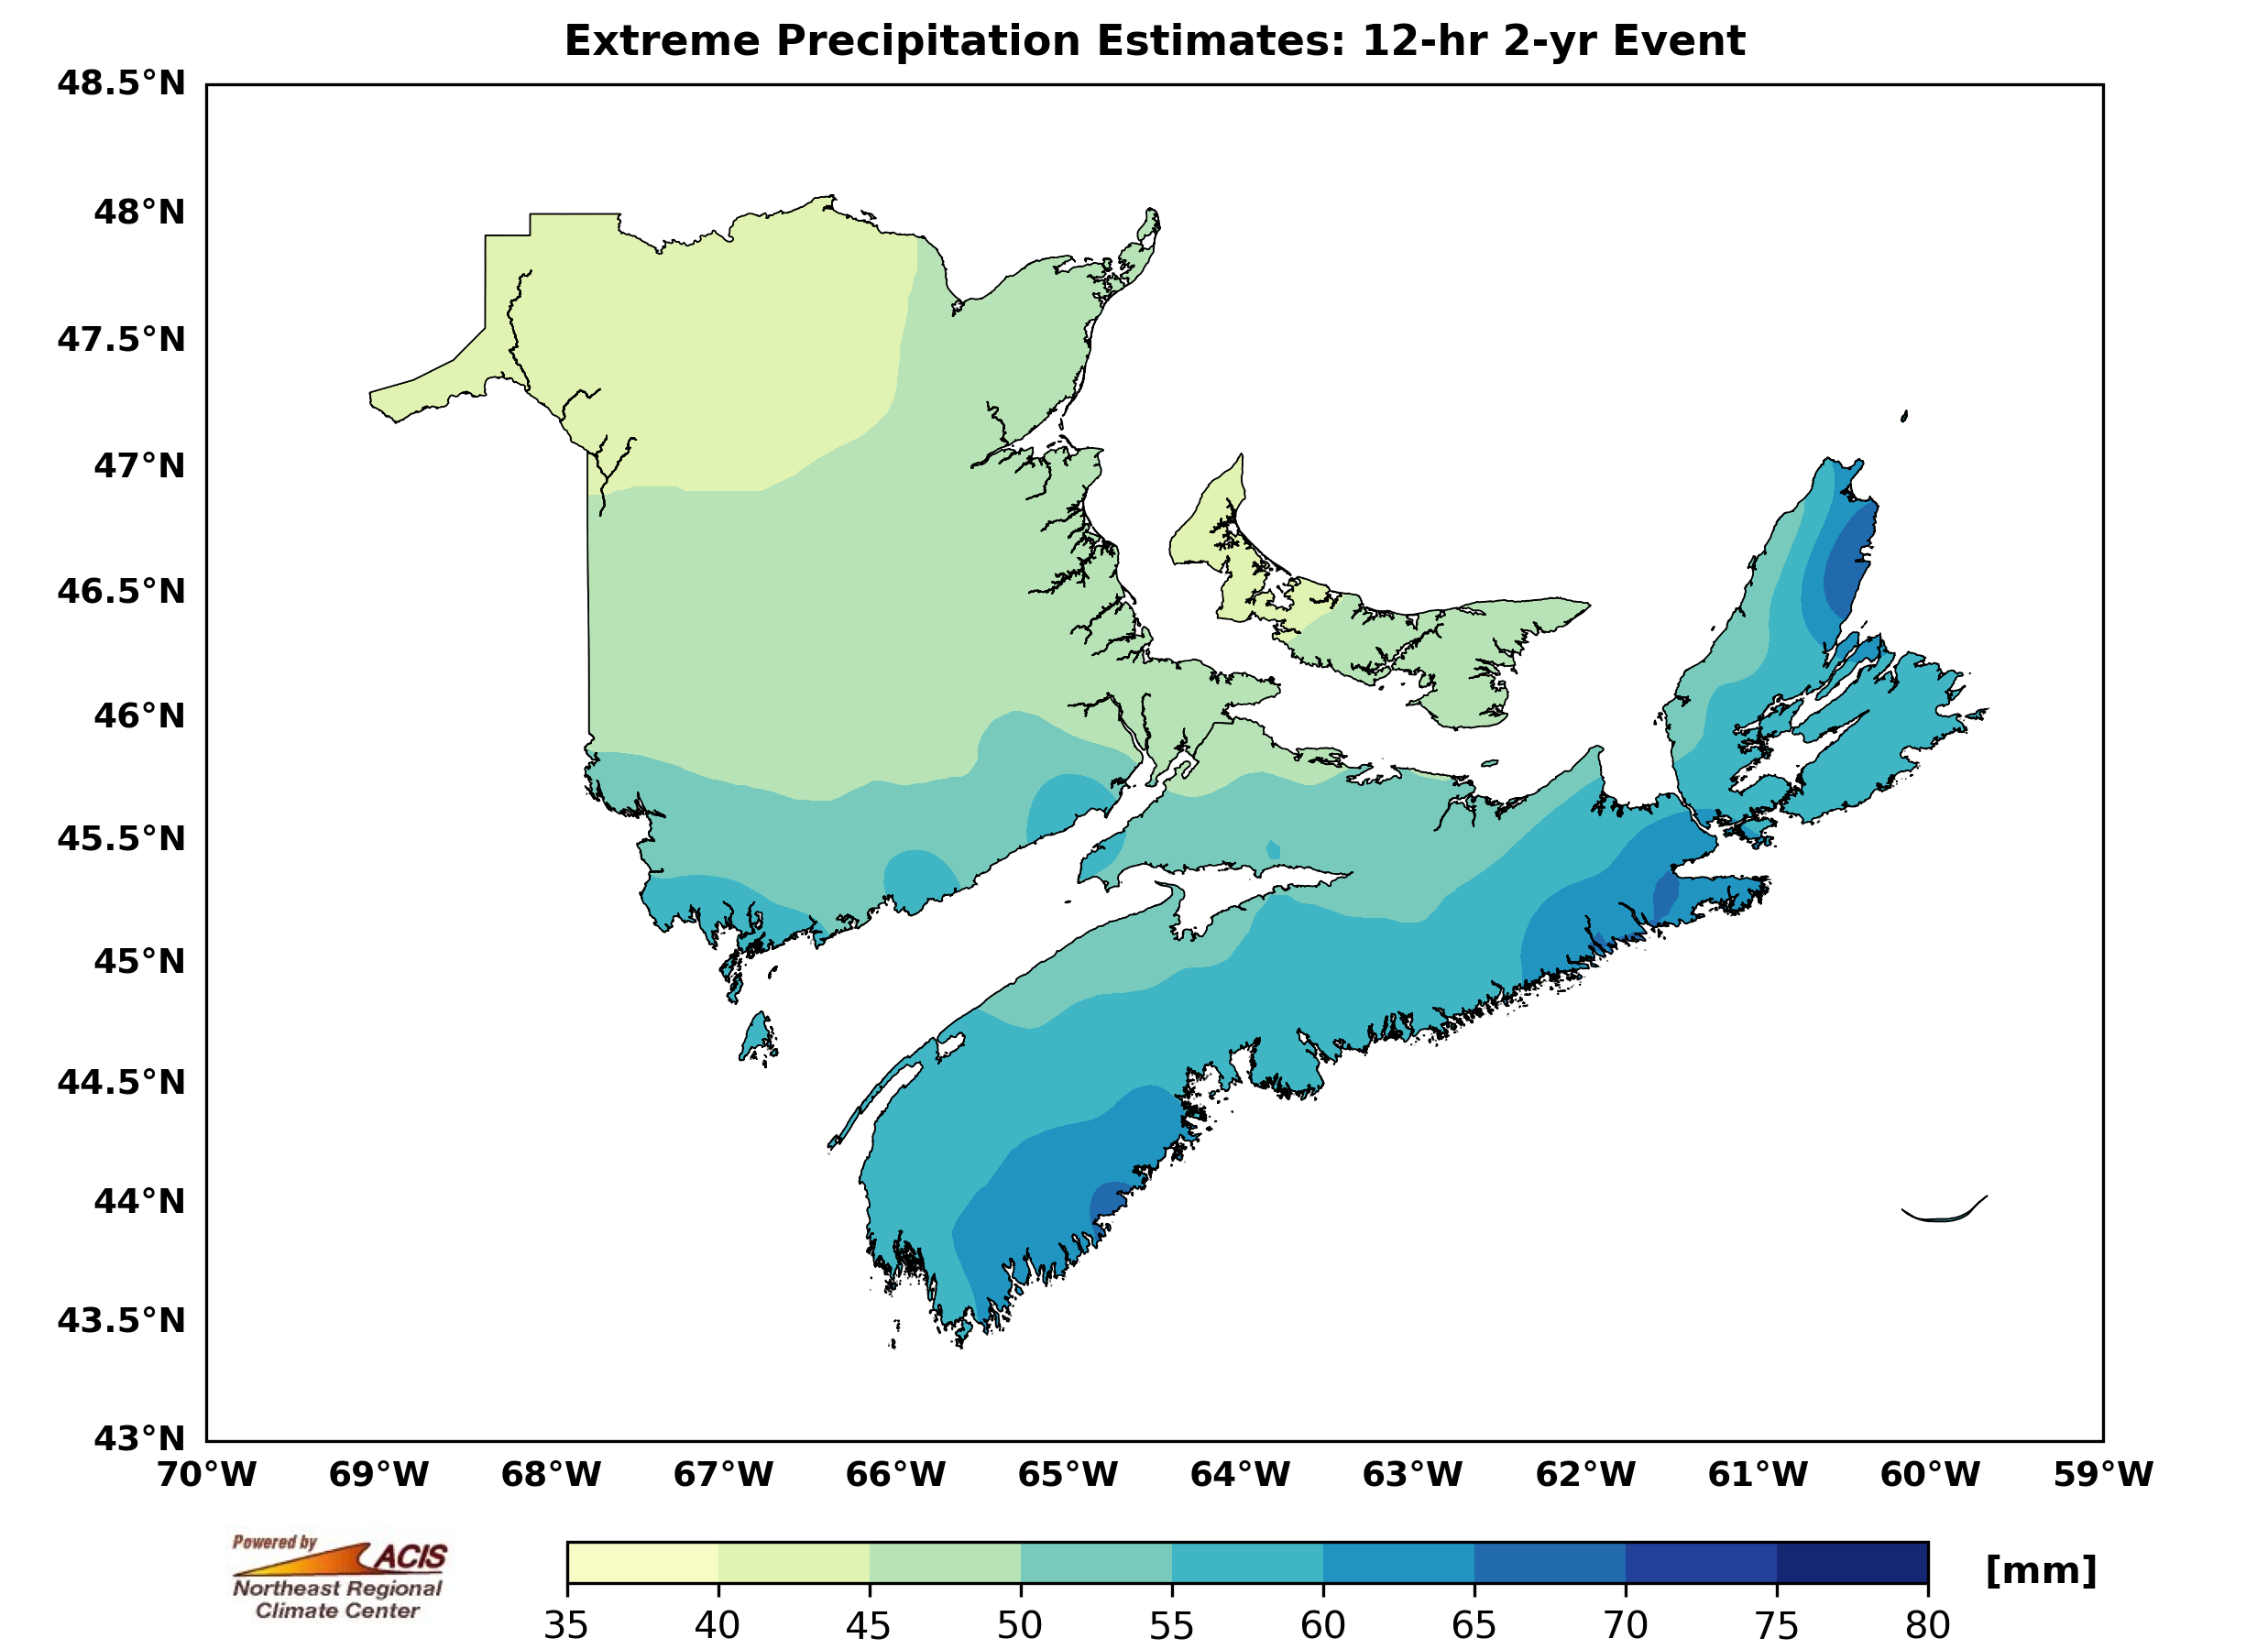 Extreme Precipitation Estimates: 12-hr 2-yr Event
48.5°N
48°N
47.5°N
47°N
46.5°N
46°N
45.5°N
45°N
44.5°N
44°N
43.5°N
43°N
70°W 69°W 68°W 67°W 66°W 65°W 64°W 63°W 62°W 61°W 60°W 59°W
Powered by ACIS
Northeast Regional
Climate Center
[mm]
35 40 45 50 55 60 65 70 75 80